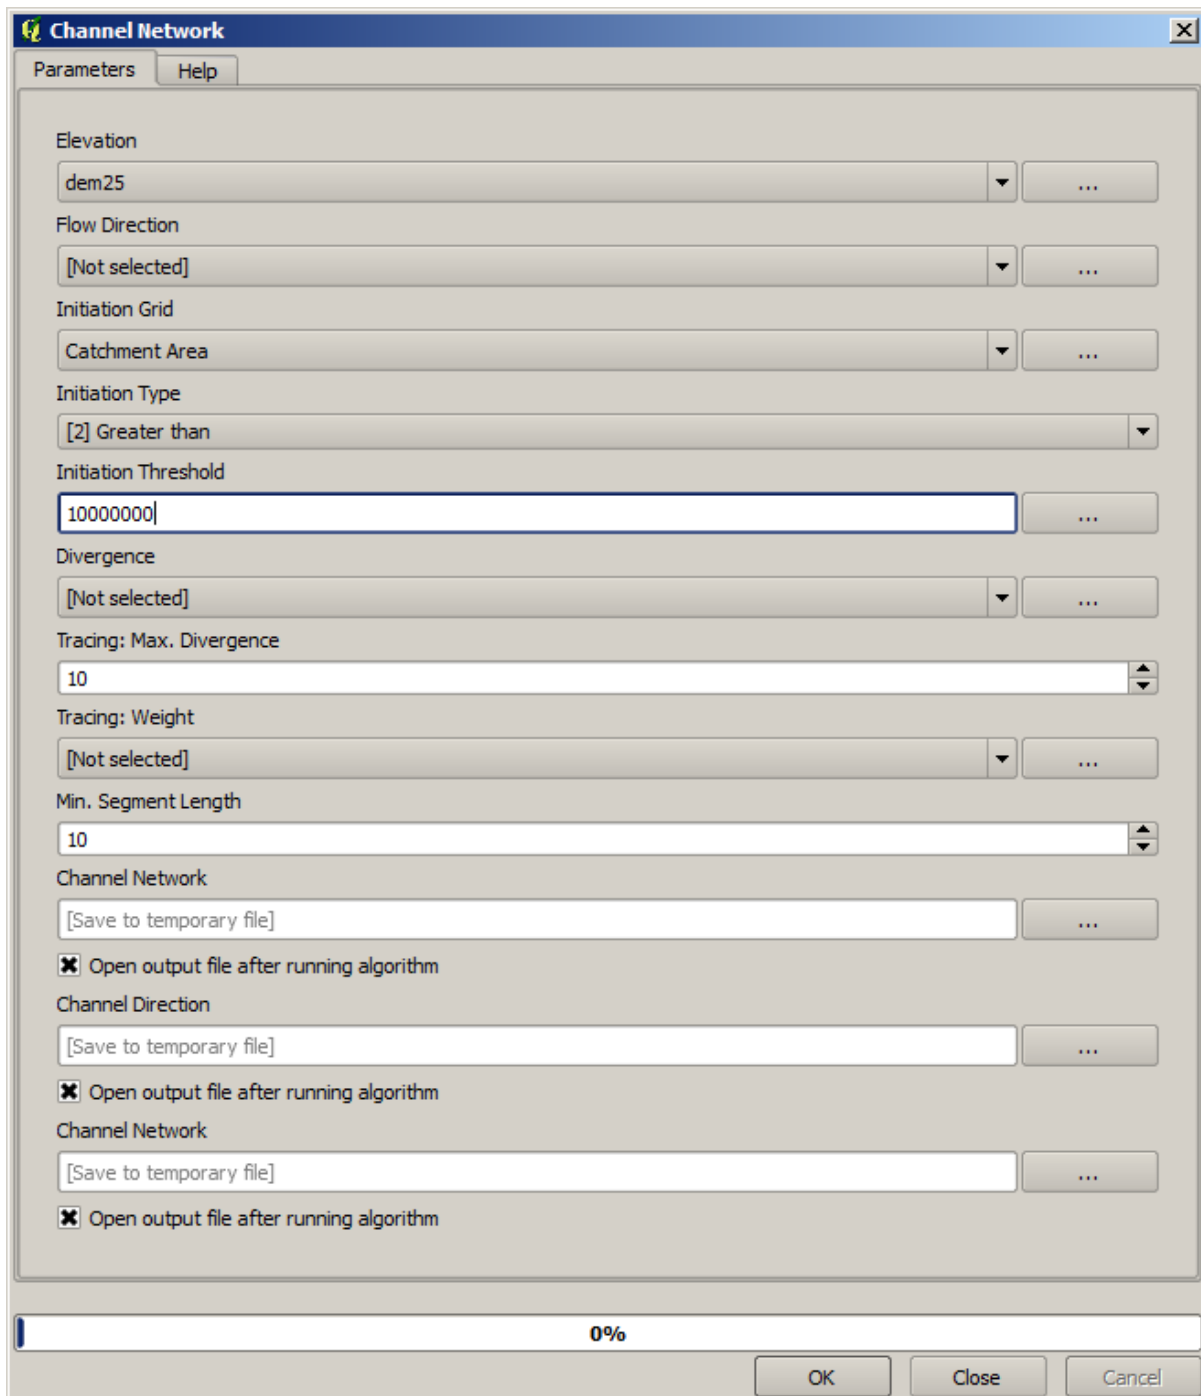 Channel Network
Parameters Help
Elevation
dem25 ...
Flow Direction
[Not selected] ...
Initiation Grid
Catchment Area ...
Initiation Type
[2] Greater than
Initiation Threshold
10000000 ...
Divergence
[Not selected] ...
Tracing: Max. Divergence
10
Tracing: Weight
[Not selected] ...
Min. Segment Length
10
Channel Network
[Save to temporary file] ...
Open output file after running algorithm
Channel Direction
[Save to temporary file] ...
Open output file after running algorithm
Channel Network
[Save to temporary file] ...
Open output file after running algorithm
0%
OK Close Cancel